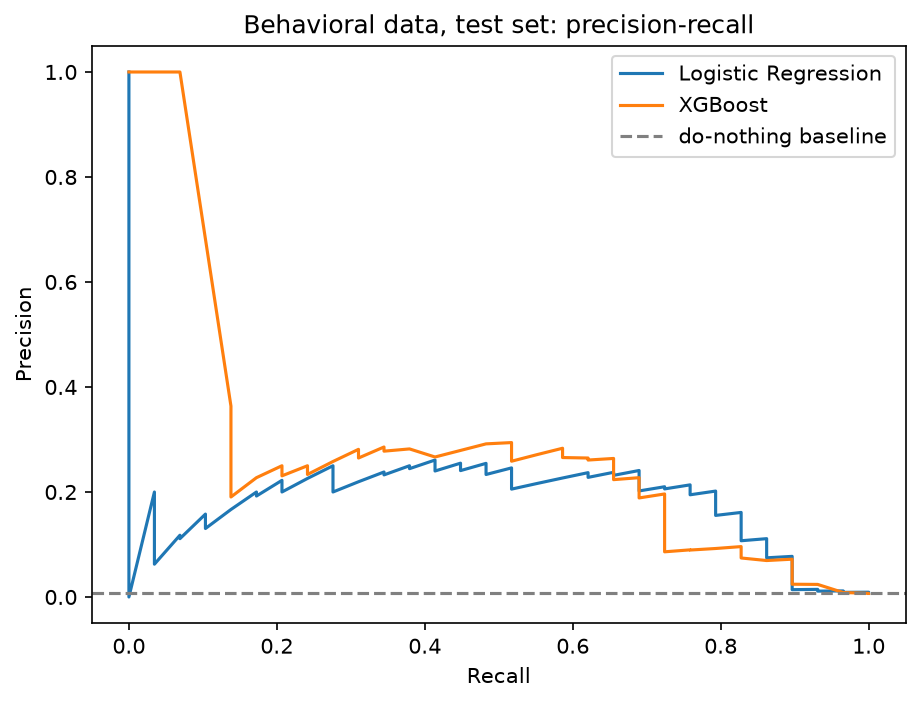 Behavioral data, test set: precision-recall
Logistic Regression
XGBoost
do-nothing baseline
Precision
1.0
0.8
0.6
0.4
0.2
0.0
0.0 0.2 0.4 0.6 0.8 1.0
Recall